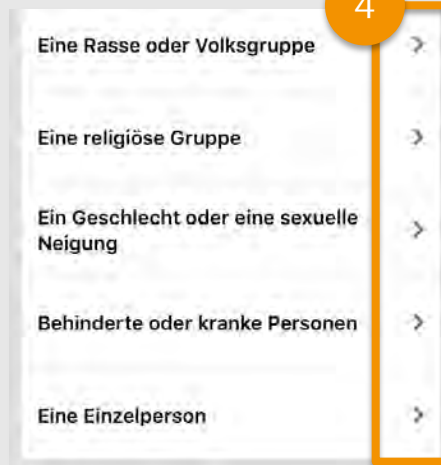 4
Eine Rasse oder Volksgruppe
Eine religiöse Gruppe
Ein Geschlecht oder eine sexuelle
Neigung
Behinderte oder kranke Personen
Eine Einzelperson